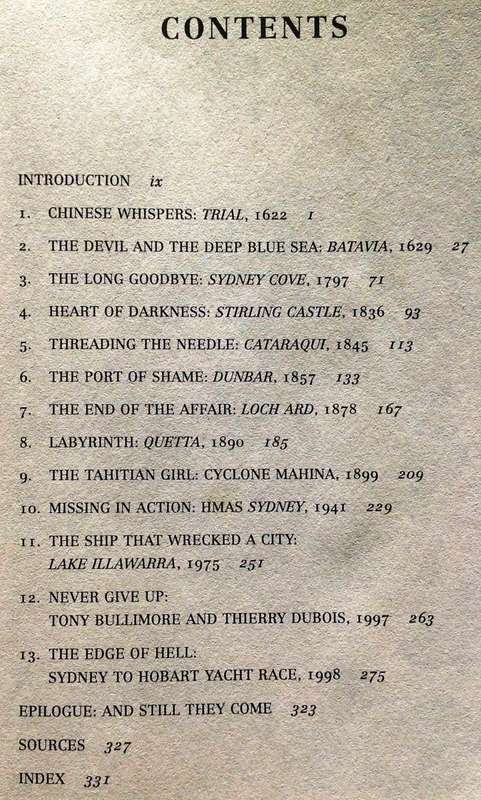 CONTENTS
INTRODUCTION ix
1. CHINESE WHISPERS: TRIAL, 1622 1
2. THE DEVIL AND THE DEEP BLUE SEA: BATAVIA, 1629 27
3. THE LONG GOODBYE: SYDNEY COVE, 1797 71
4. HEART OF DARKNESS: STIRLING CASTLE, 1836 93
5. THREADING THE NEEDLE: CATARAQUI, 1845 113
6. THE PORT OF SHAME: DUNBAR, 1857 133
7. THE END OF THE AFFAIR: LOCH ARD, 1878 167
8. LABYRINTH: QUETTA, 1890 185
9. THE TAHITIAN GIRL: CYCLONE MAHINA, 1899 209
10. MISSING IN ACTION: HMAS SYDNEY, 1941 229
11. THE SHIP THAT WRECKED A CITY:
LAKE ILLAWARRA, 1975 251
12. NEVER GIVE UP:
TONY BULLIMORE AND THIERRY DUBOIS, 1997 263
13. THE EDGE OF HELL:
SYDNEY TO HOBART YACHT RACE, 1998 275
EPILOGUE: AND STILL THEY COME 323
SOURCES 327
INDEX 331